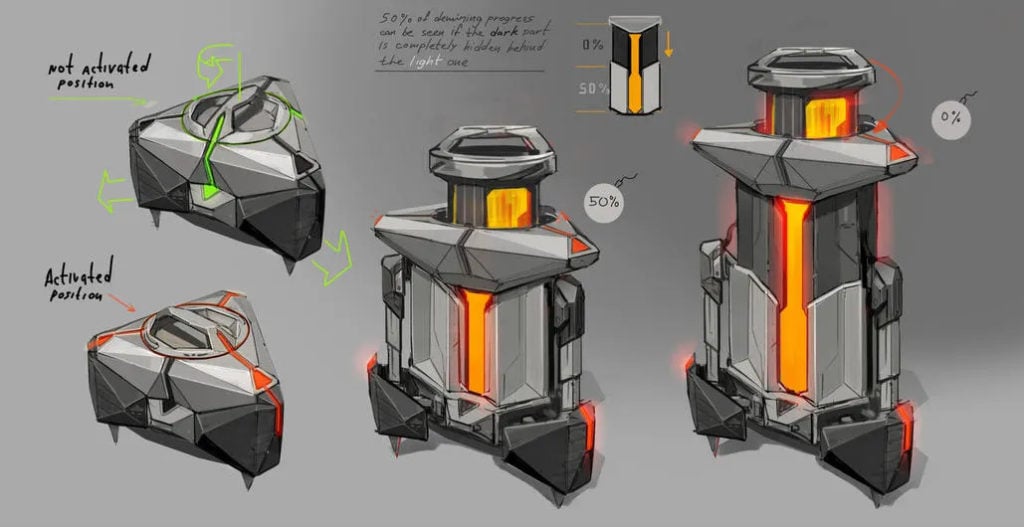 Not Activated
position
Activated
position
50% of demining progress
can be seen if the dark part
is completely hidden behind
the light one
0%
50%
50%
0%